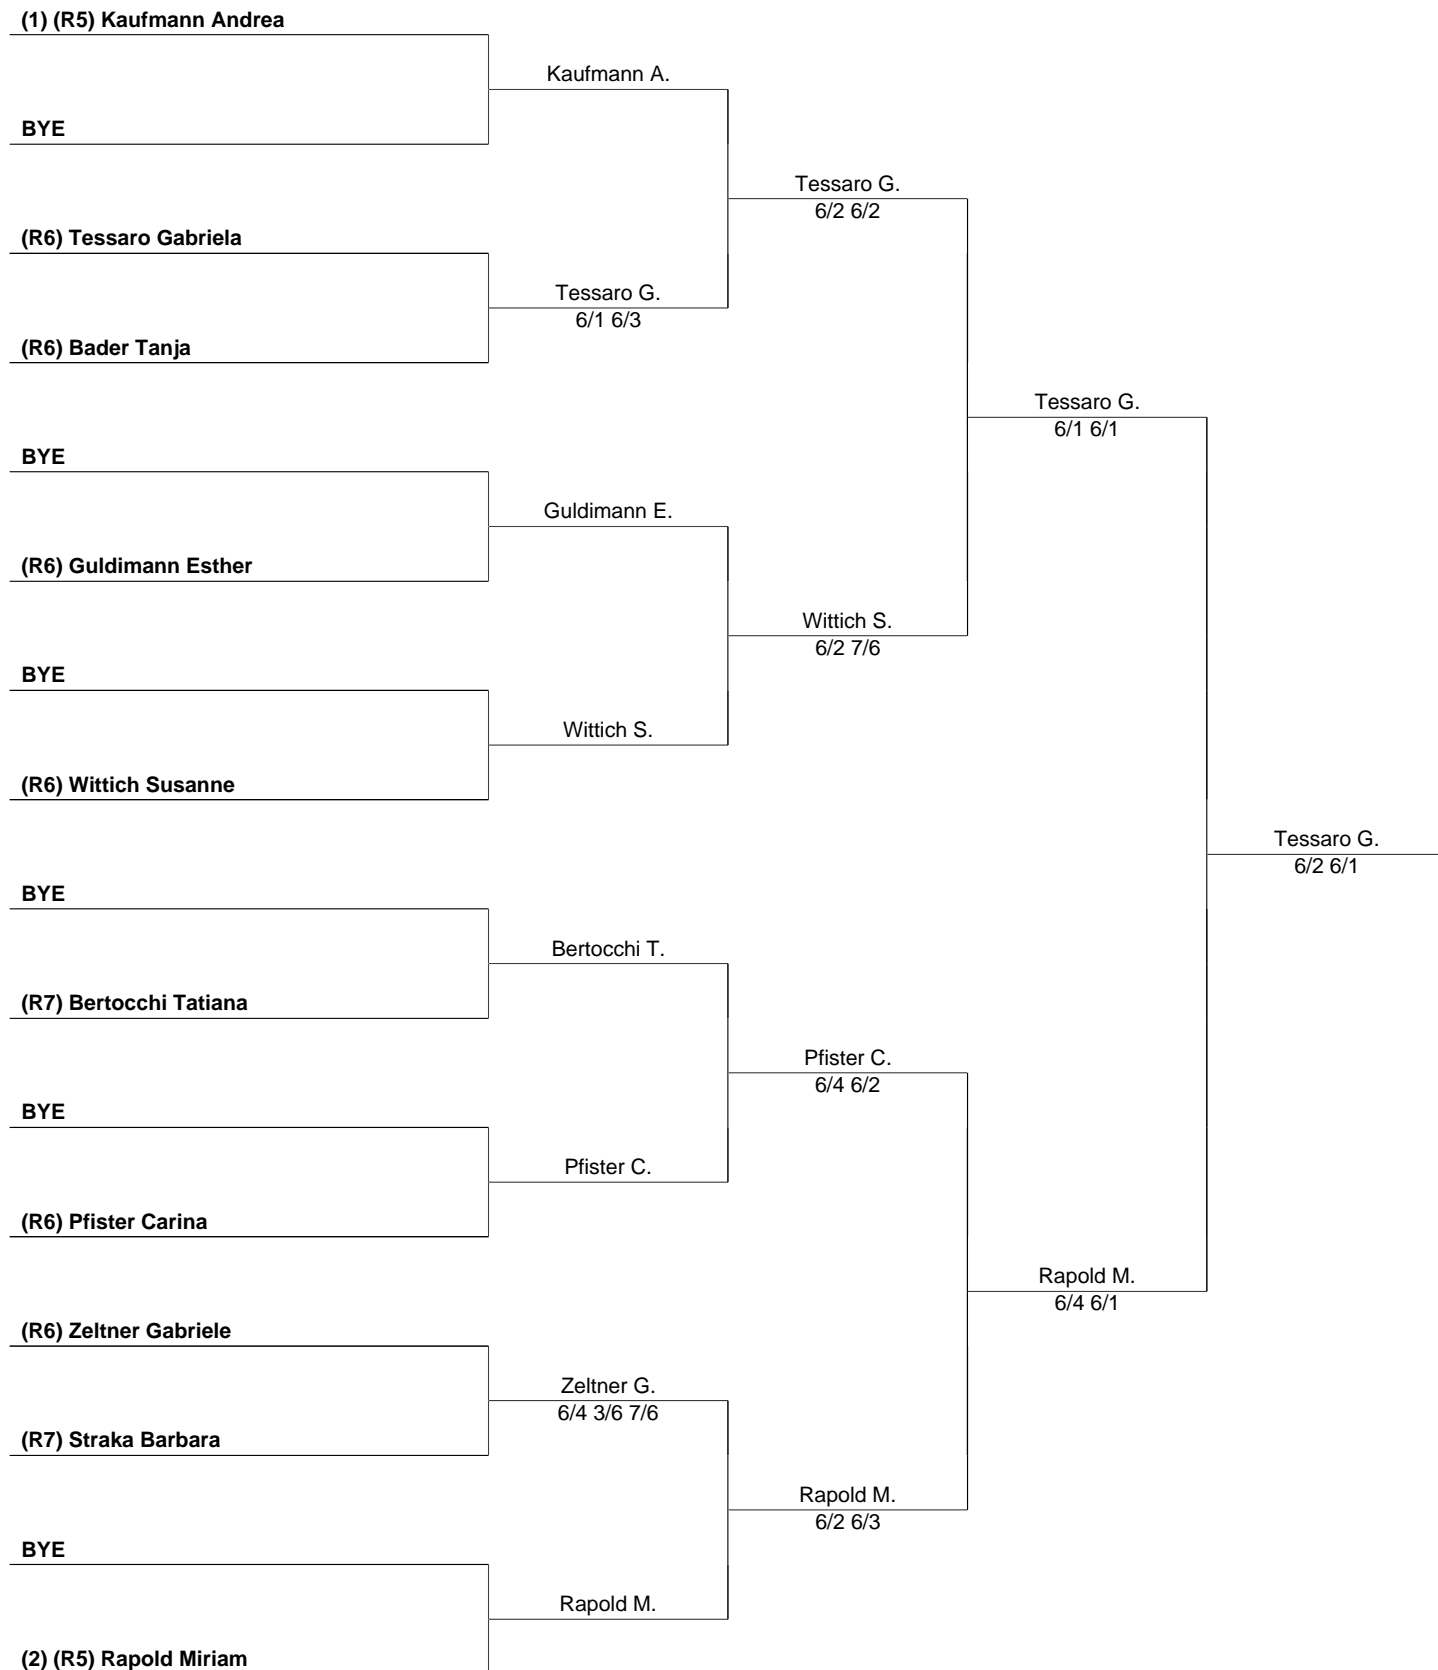 (1) (R5) Kaufmann Andrea
Kaufmann A.
BYE
Tessaro G.
6/2 6/2
(R6) Tessaro Gabriela
Tessaro G.
6/1 6/3
(R6) Bader Tanja
Tessaro G.
6/1 6/1
BYE
Guldimann E.
(R6) Guldimann Esther
Wittich S.
6/2 7/6
BYE
Wittich S.
(R6) Wittich Susanne
Tessaro G.
6/2 6/1
BYE
Bertocchi T.
(R7) Bertocchi Tatiana
Pfister C.
6/4 6/2
BYE
Pfister C.
(R6) Pfister Carina
Rapold M.
6/4 6/1
(R6) Zeltner Gabriele
Zeltner G.
6/4 3/6 7/6
(R7) Straka Barbara
Rapold M.
6/2 6/3
BYE
Rapold M.
(2) (R5) Rapold Miriam